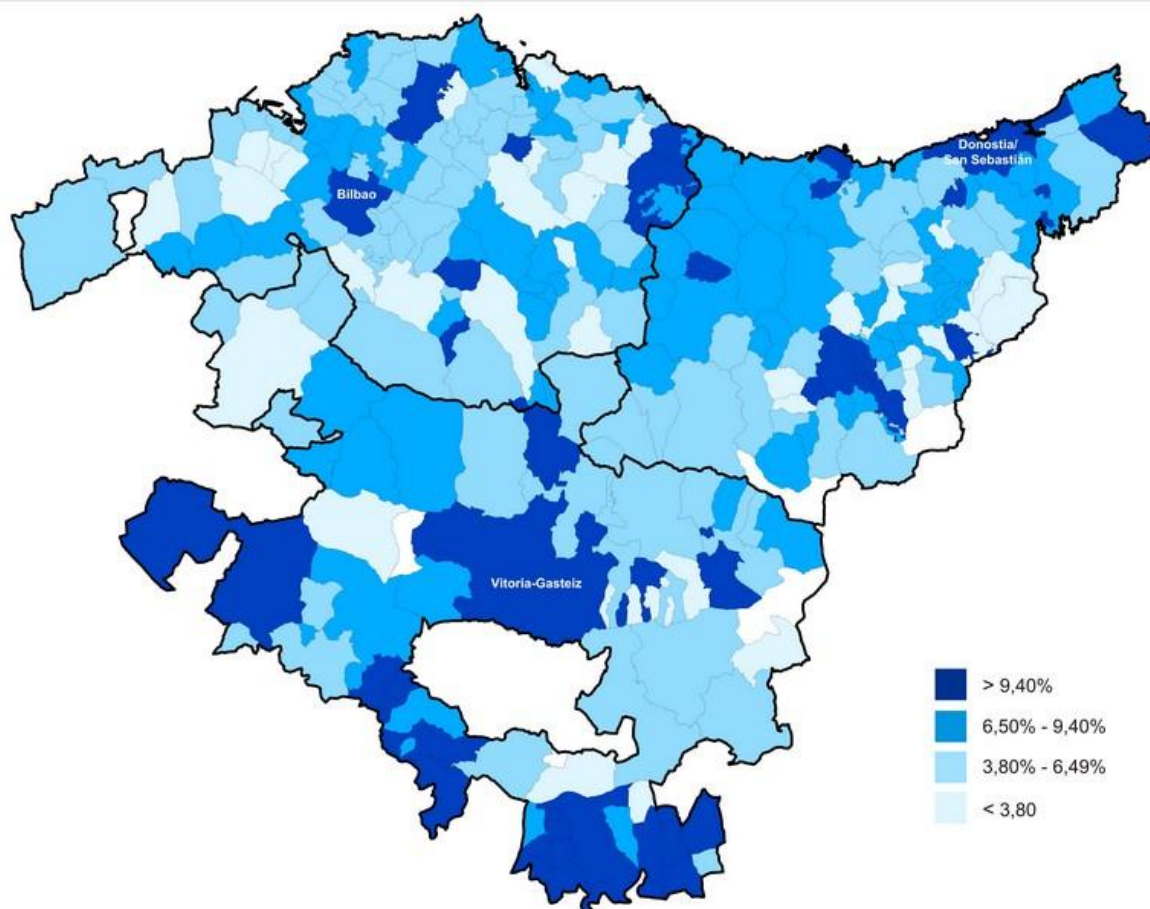 Donostia/
San Sebastián
Bilbao
Vitoria-Gasteiz
> 9,40%
6,50% - 9,40%
3,80% - 6,49%
< 3,80